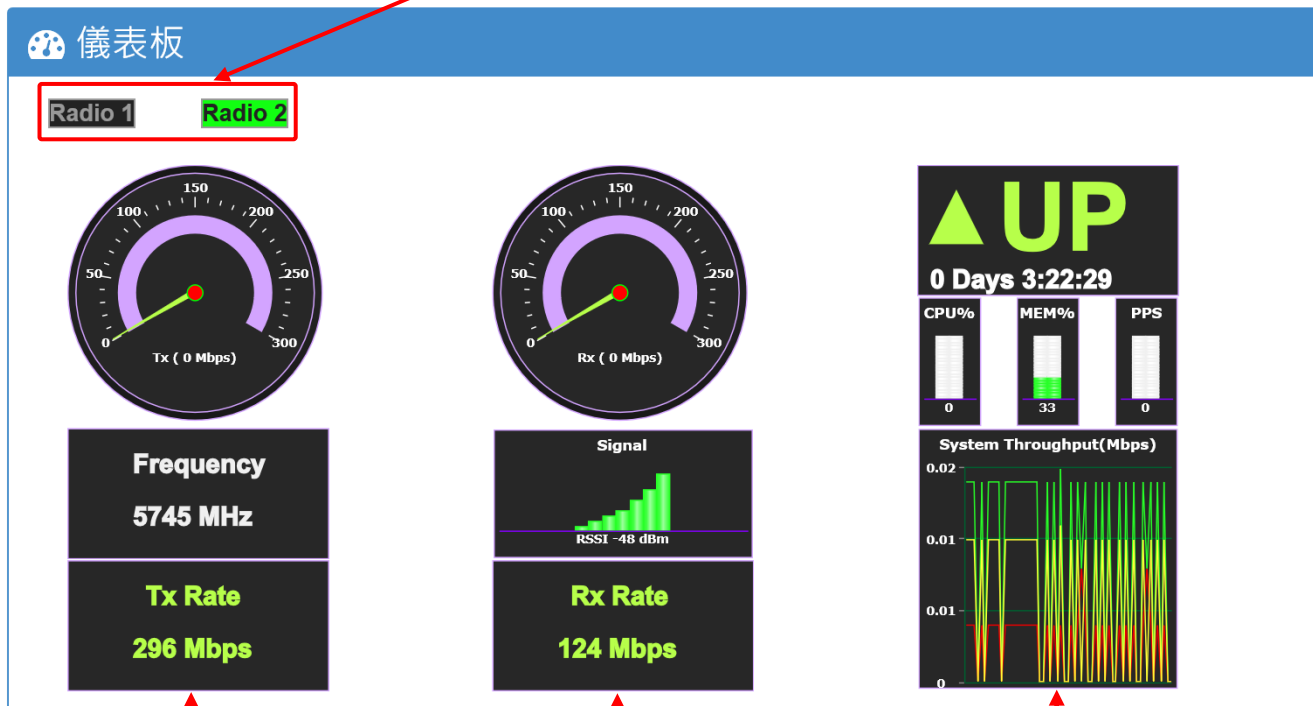 儀表板
Radio 1
Radio 2
150
100
200
50
250
0
300
Tx ( 0 Mbps)
150
100
200
50
250
0
300
Rx ( 0 Mbps)
UP
0 Days 3:22:29
CPU%
MEM%
PPS
0
33
0
Frequency
5745 MHz
Signal
RSSI -48 dBm
System Throughput(Mbps)
0.02
0.01
0.01
0
Tx Rate
296 Mbps
Rx Rate
124 Mbps